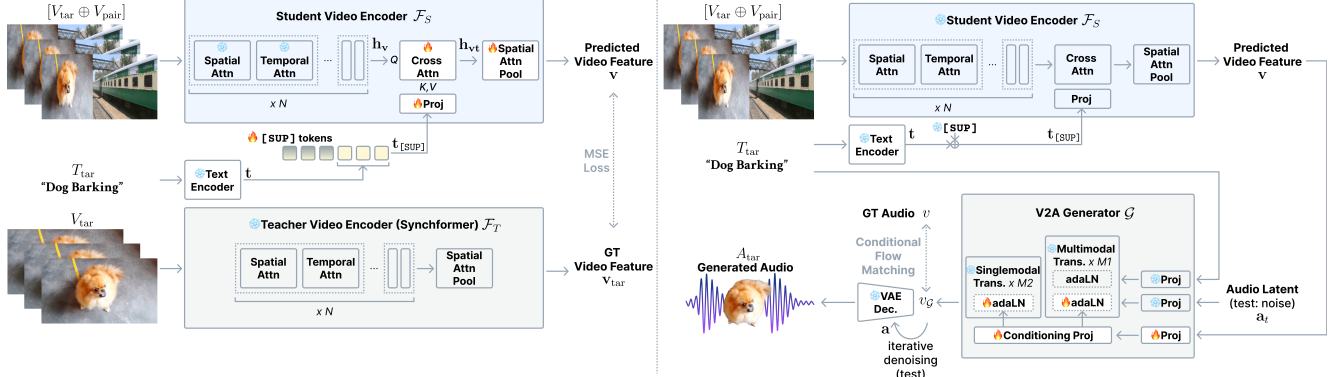 [V_tar ⊕ V_pair]
Student Video Encoder F_S
Spatial Attn
Temporal Attn
...
x N
h_v
Q
Cross Attn
K,V
h_vt
Spatial Attn Pool
Proj
Predicted Video Feature
v
[SUP] tokens
t_[SUP]
T_tar
"Dog Barking"
Text Encoder
t
MSE Loss
V_tar
Teacher Video Encoder (Synchformer) F_T
Spatial Attn
Temporal Attn
...
x N
Spatial Attn Pool
GT Video Feature
v_tar
[V_tar ⊕ V_pair]
Student Video Encoder F_S
Spatial Attn
Temporal Attn
...
x N
Cross Attn
Spatial Attn Pool
Proj
Predicted Video Feature
v
T_tar
"Dog Barking"
Text Encoder
t
[SUP]
t_[SUP]
GT Audio v
Conditional Flow Matching
A_tar
Generated Audio
VAE Dec.
v_G
a
iterative denoising (test)
V2A Generator G
Singlemodal Trans. x M2
adaLN
Multimodal Trans. x M1
adaLN
adaLN
Conditioning Proj
Proj
Proj
Proj
Audio Latent
(test: noise)
a_t